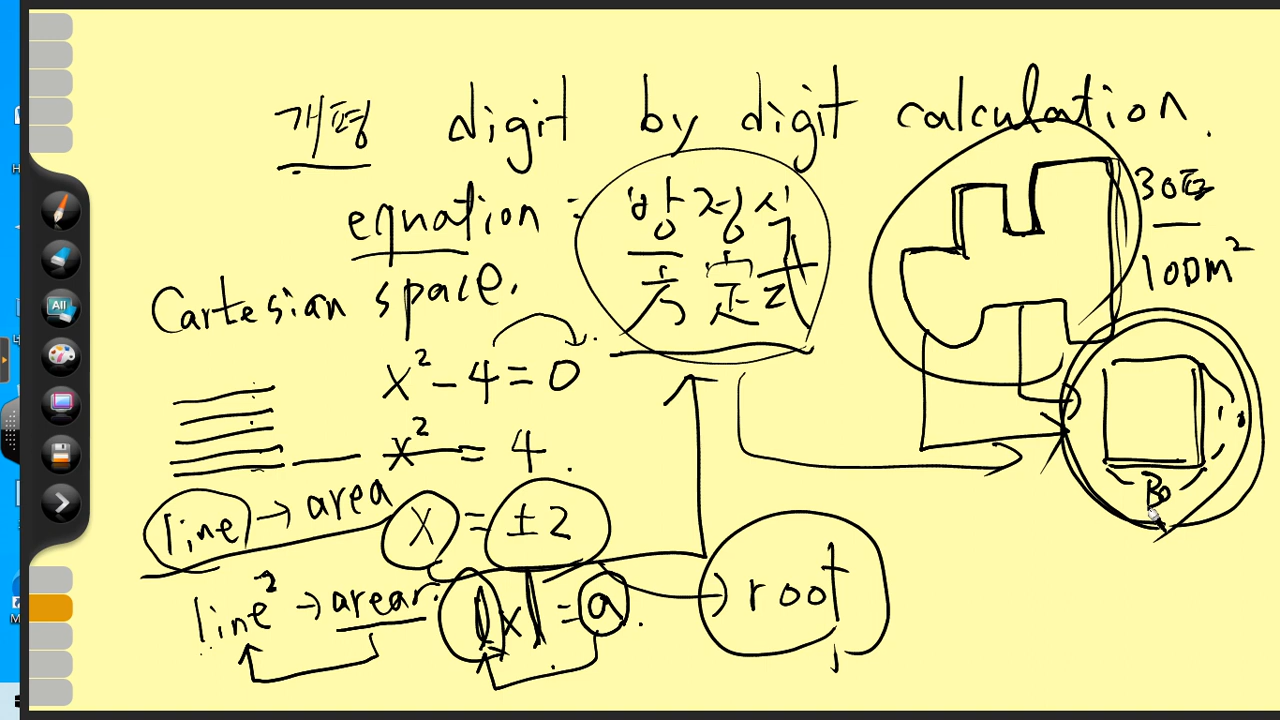 개평 digit by digit calculation.
equation : 방정식
方定式
Cartesian space.
30평
100m²
x² - 4 = 0
x² = 4.
line → area
x = ±2
line² → area
l x l = a.
root
All